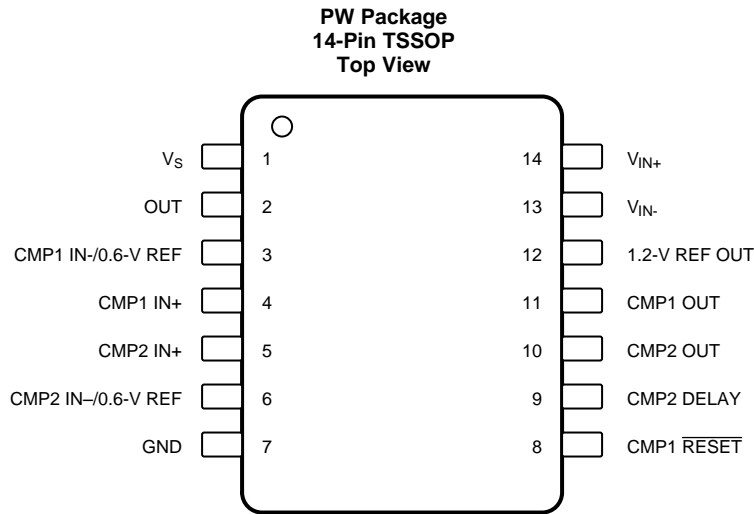 PW Package
14-Pin TSSOP
Top View
V_S 1 14 V_IN+
OUT 2 13 V_IN-
CMP1 IN-/0.6-V REF 3 12 1.2-V REF OUT
CMP1 IN+ 4 11 CMP1 OUT
CMP2 IN+ 5 10 CMP2 OUT
CMP2 IN–/0.6-V REF 6 9 CMP2 DELAY
GND 7 8 CMP1 R̅E̅S̅E̅T̅